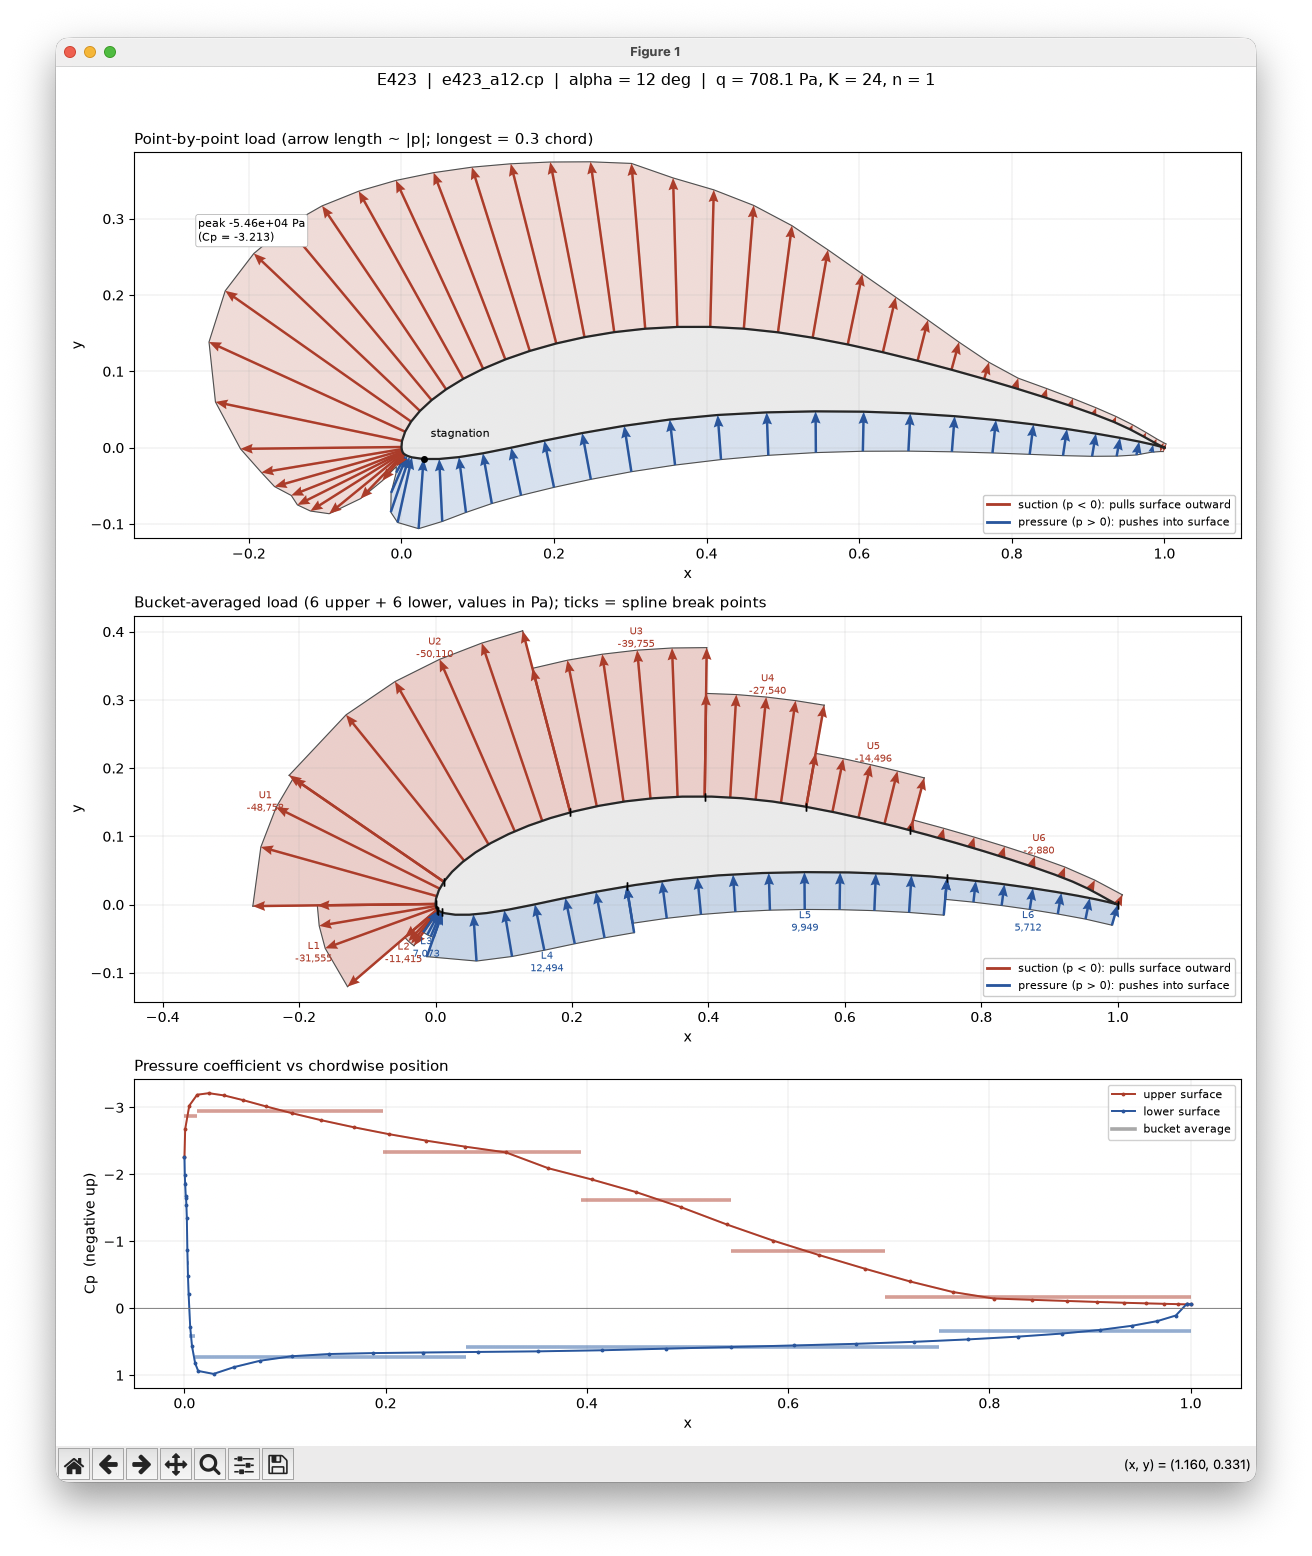 Figure 1
E423 | e423_a12.cp | alpha = 12 deg | q = 708.1 Pa, K = 24, n = 1
Point-by-point load (arrow length ~ |p|; longest = 0.3 chord)
peak -5.46e+04 Pa
(Cp = -3.213)
stagnation
0.3
0.2
0.1
0.0
−0.1
y
−0.2
0.0
0.2
0.4
0.6
0.8
1.0
x
suction (p < 0): pulls surface outward
pressure (p > 0): pushes into surface
Bucket-averaged load (6 upper + 6 lower, values in Pa); ticks = spline break points
0.4
0.3
0.2
0.1
0.0
−0.1
y
U1
U2
-50,110
U3
-39,755
U4
-27,540
U5
-14,496
U6
-2,880
L1
-31,555
L2
-11,415
L3
7,073
L4
12,494
L5
9,949
L6
5,712
suction (p < 0): pulls surface outward
pressure (p > 0): pushes into surface
−0.4
−0.2
0.0
0.2
0.4
0.6
0.8
1.0
x
Pressure coefficient vs chordwise position
−3
−2
−1
0
1
Cp (negative up)
upper surface
lower surface
bucket average
0.0
0.2
0.4
0.6
0.8
1.0
x
(x, y) = (1.160, 0.331)